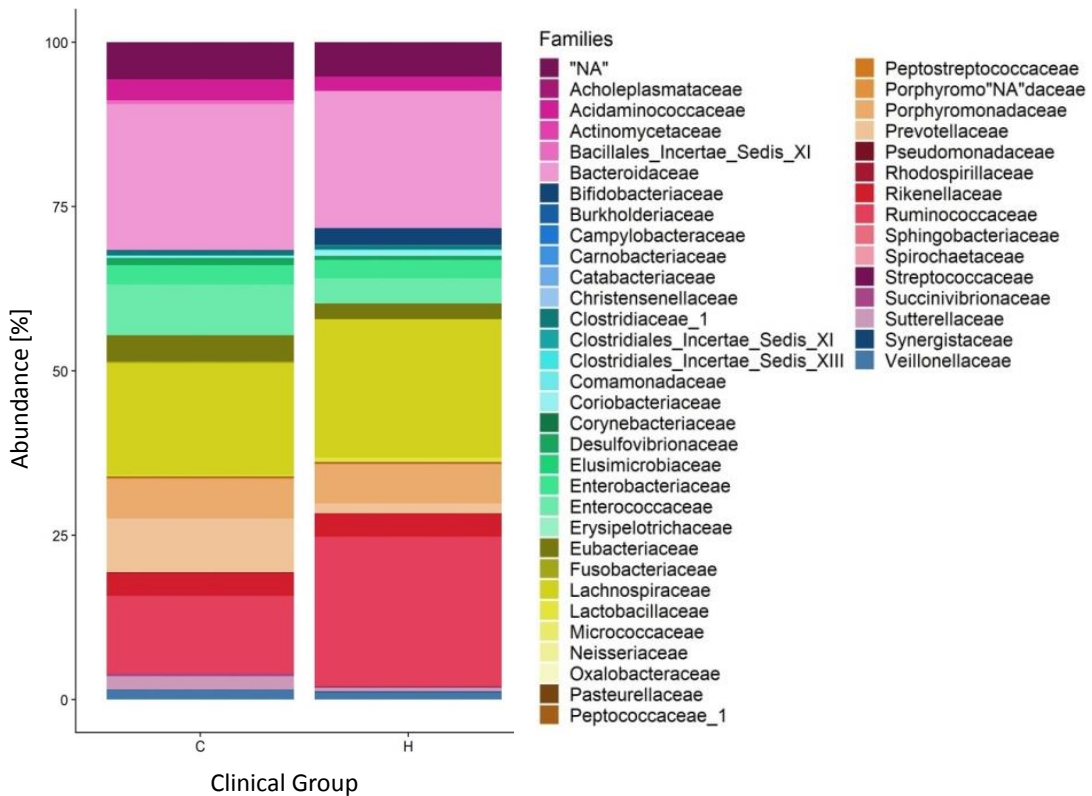 100
75
50
25
0
Abundance [%]
C
H
Clinical Group
Families
"NA"
Acholeplasmataceae
Acidaminococcaceae
Actinomycetaceae
Bacillales_Incertae_Sedis_XI
Bacteroidaceae
Bifidobacteriaceae
Burkholderiaceae
Campylobacteraceae
Carnobacteriaceae
Catabacteriaceae
Christensenellaceae
Clostridiaceae_1
Clostridiales_Incertae_Sedis_XI
Clostridiales_Incertae_Sedis_XIII
Comamonadaceae
Coriobacteriaceae
Corynebacteriaceae
Desulfovibrionaceae
Elusimicrobiaceae
Enterobacteriaceae
Enterococcaceae
Erysipelotrichaceae
Eubacteriaceae
Fusobacteriaceae
Lachnospiraceae
Lactobacillaceae
Micrococcaceae
Neisseriaceae
Oxalobacteraceae
Pasteurellaceae
Peptococcaceae_1
Peptostreptococcaceae
Porphyromo"NA"daceae
Porphyromonadaceae
Prevotellaceae
Pseudomonadaceae
Rhodospirillaceae
Rikenellaceae
Ruminococcaceae
Sphingobacteriaceae
Spirochaetaceae
Streptococcaceae
Succinivibrionaceae
Sutterellaceae
Synergistaceae
Veillonellaceae